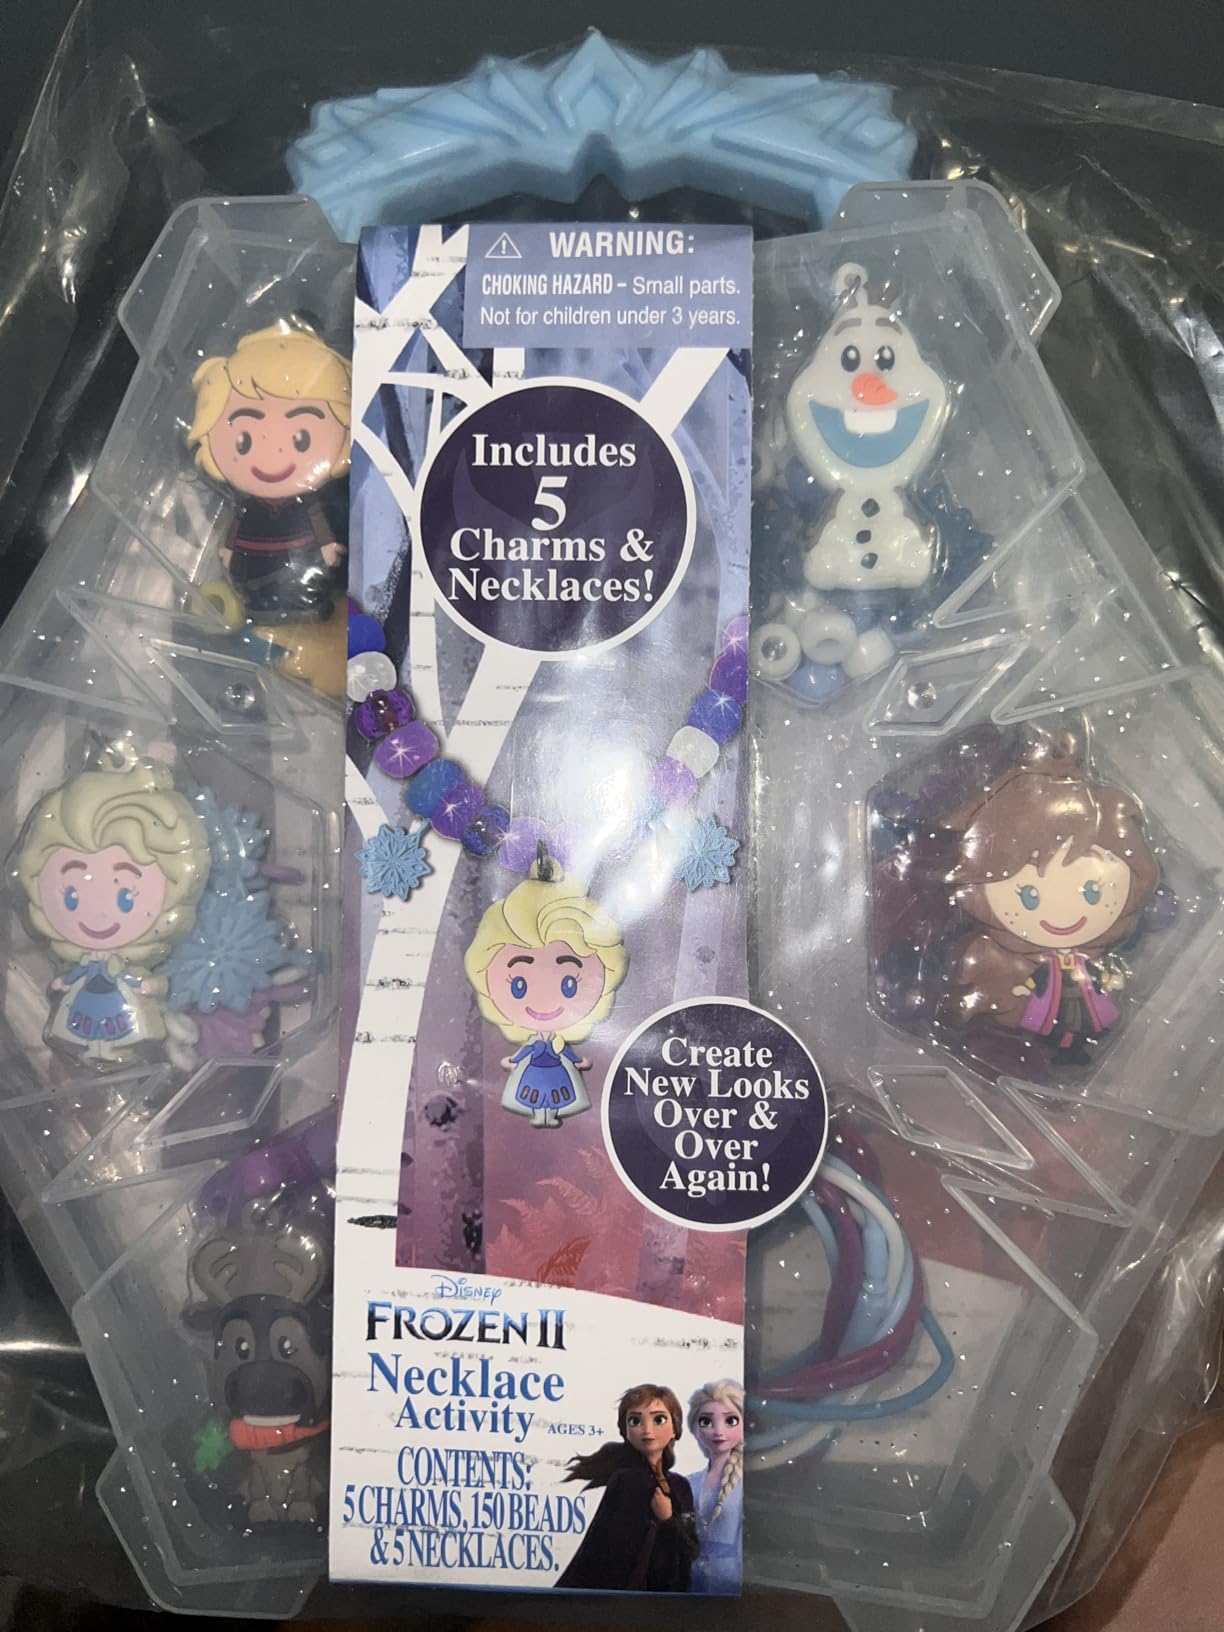 WARNING:
CHOKING HAZARD – Small parts.
Not for children under 3 years.
Includes
5
Charms &
Necklaces!
Create
New Looks
Over &
Over
Again!
Disney
FROZEN II
Necklace
Activity AGES 3+
CONTENTS:
5 CHARMS, 150 BEADS
& 5 NECKLACES.